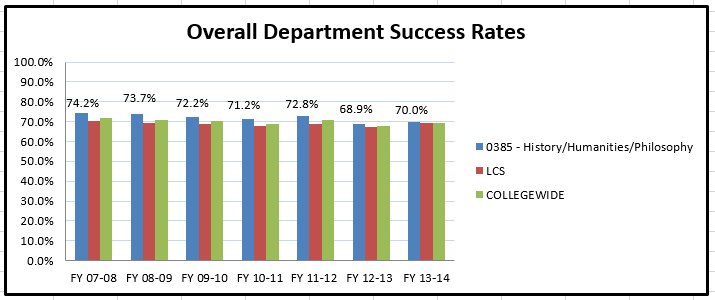 Overall Department Success Rates
100.0%
90.0%
80.0%
70.0%
60.0%
50.0%
40.0%
30.0%
20.0%
10.0%
0.0%
74.2%
73.7%
72.2%
71.2%
72.8%
68.9%
70.0%
FY 07-08
FY 08-09
FY 09-10
FY 10-11
FY 11-12
FY 12-13
FY 13-14
0385 - History/Humanities/Philosophy
LCS
COLLEGEWIDE